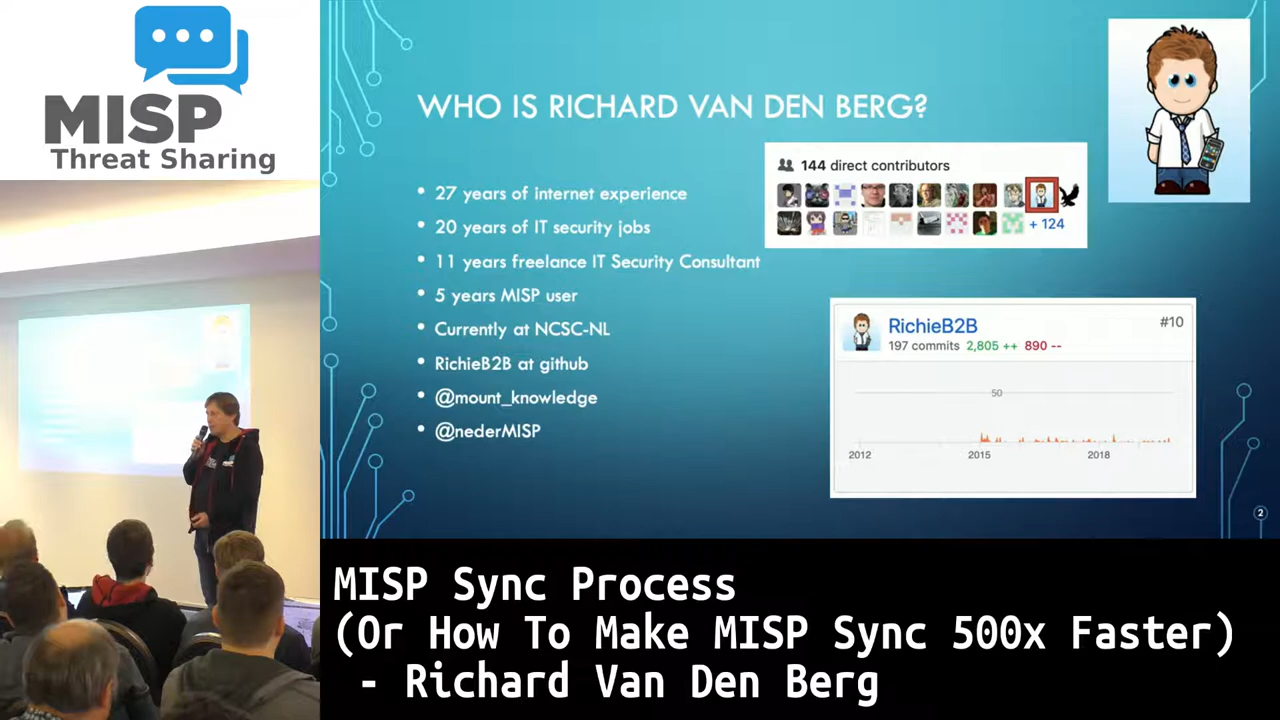 MISP
Threat Sharing
WHO IS RICHARD VAN DEN BERG?
• 27 years of internet experience
• 20 years of IT security jobs
• 11 years freelance IT Security Consultant
• 5 years MISP user
• Currently at NCSC-NL
• RichieB2B at github
• @mount_knowledge
• @nederMISP
144 direct contributors
+ 124
RichieB2B
#10
197 commits 2,805 ++ 890 --
50
2012 2015 2018
2
MISP Sync Process
(Or How To Make MISP Sync 500x Faster)
- Richard Van Den Berg